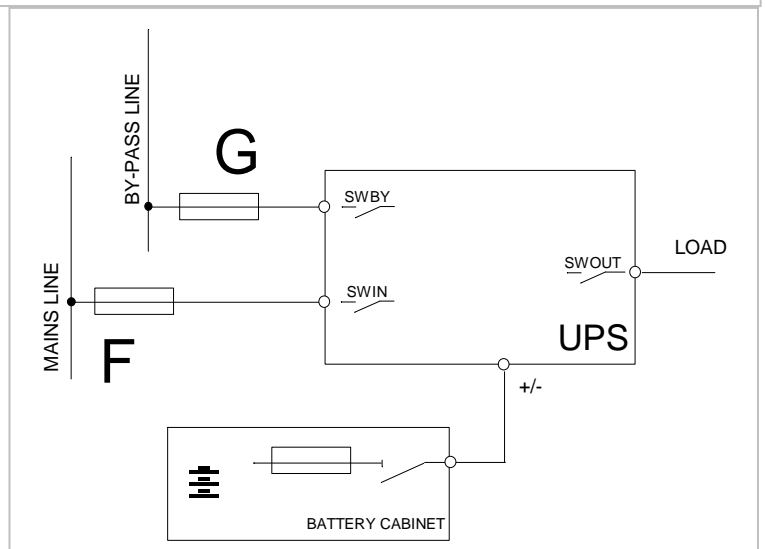 BY-PASS LINE
G
SWBY
MAINS LINE
F
SWIN
SWOUT
LOAD
UPS
+/-
BATTERY CABINET